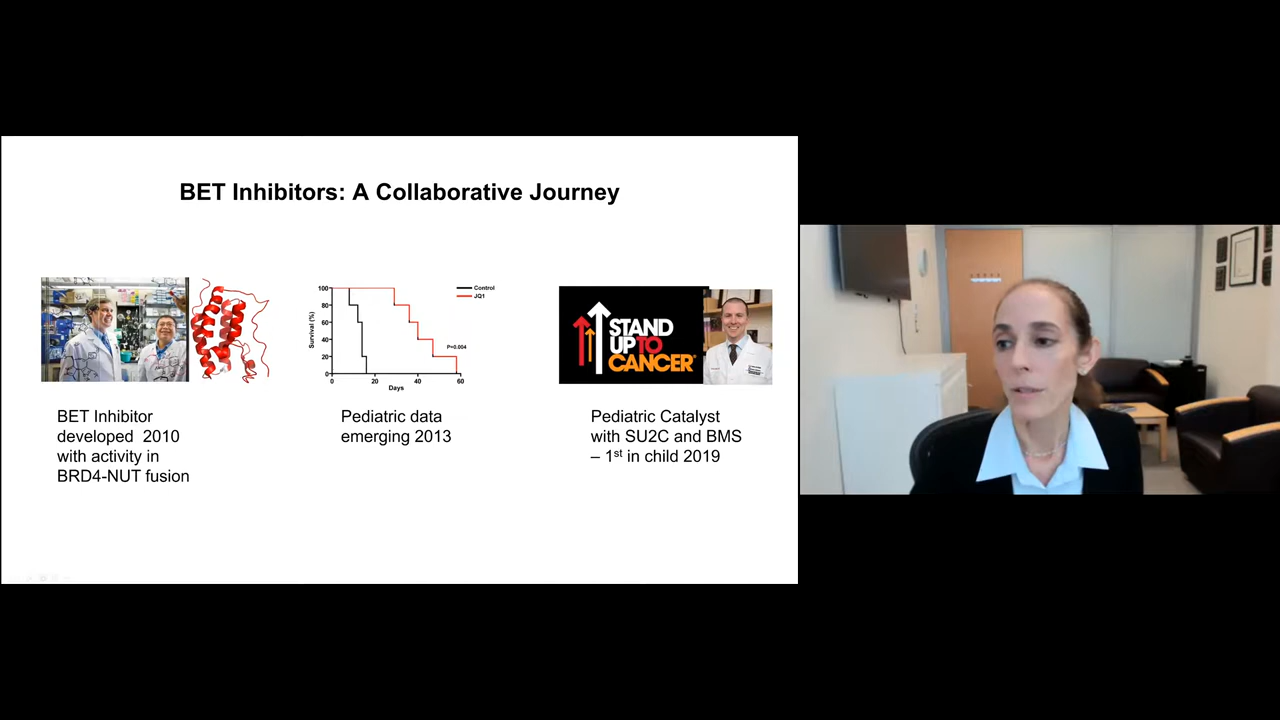 BET Inhibitors: A Collaborative Journey
Control
JQ1
Survival (%)
100
80
60
40
20
0
P=0.004
0 20 40 60
Days
STAND
UP TO
CANCER®
BET Inhibitor
developed 2010
with activity in
BRD4-NUT fusion
Pediatric data
emerging 2013
Pediatric Catalyst
with SU2C and BMS
– 1st in child 2019